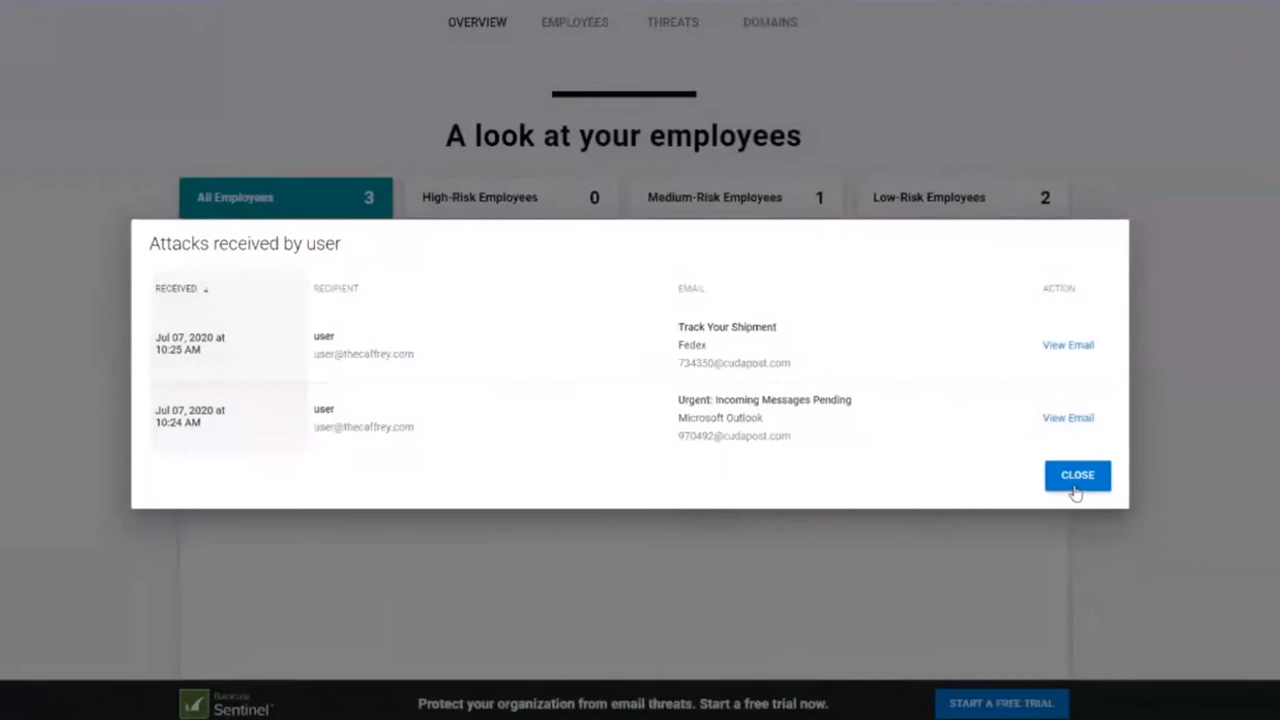 OVERVIEW EMPLOYEES THREATS DOMAINS
A look at your employees
All Employees 3 High-Risk Employees 0 Medium-Risk Employees 1 Low-Risk Employees 2
Attacks received by user
RECEIVED ↓ RECIPIENT EMAIL ACTION
Jul 07, 2020 at
10:25 AM
user
user@thecaffrey.com
Track Your Shipment
Fedex
734350@cudapost.com
View Email
Jul 07, 2020 at
10:24 AM
user
user@thecaffrey.com
Urgent: Incoming Messages Pending
Microsoft Outlook
970492@cudapost.com
View Email
CLOSE
Barracuda
Sentinel™
Protect your organization from email threats. Start a free trial now.
START A FREE TRIAL